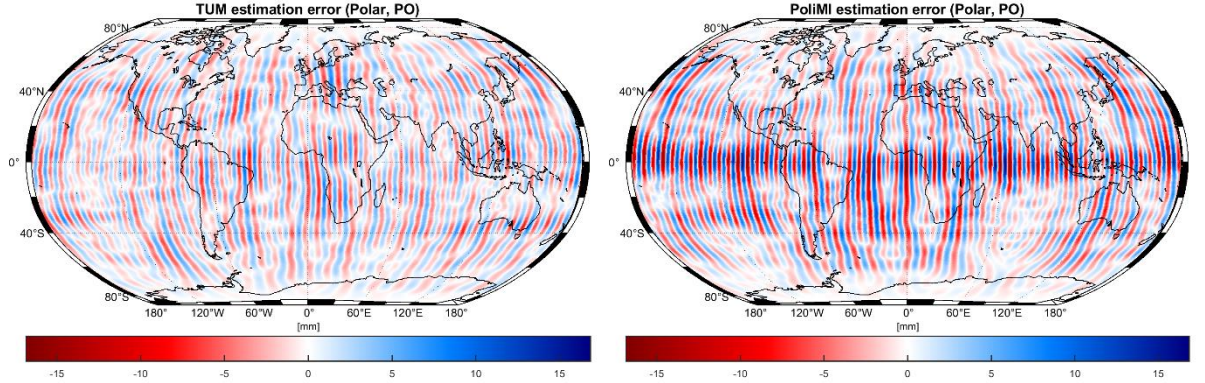 TUM estimation error (Polar, PO)
80°N
40°N
0°
40°S
80°S
180° 120°W 60°W 0° 60°E 120°E 180°
[mm]
-15 -10 -5 0 5 10 15
PoliMI estimation error (Polar, PO)
80°N
40°N
0°
40°S
80°S
180° 120°W 60°W 0° 60°E 120°E 180°
[mm]
-15 -10 -5 0 5 10 15